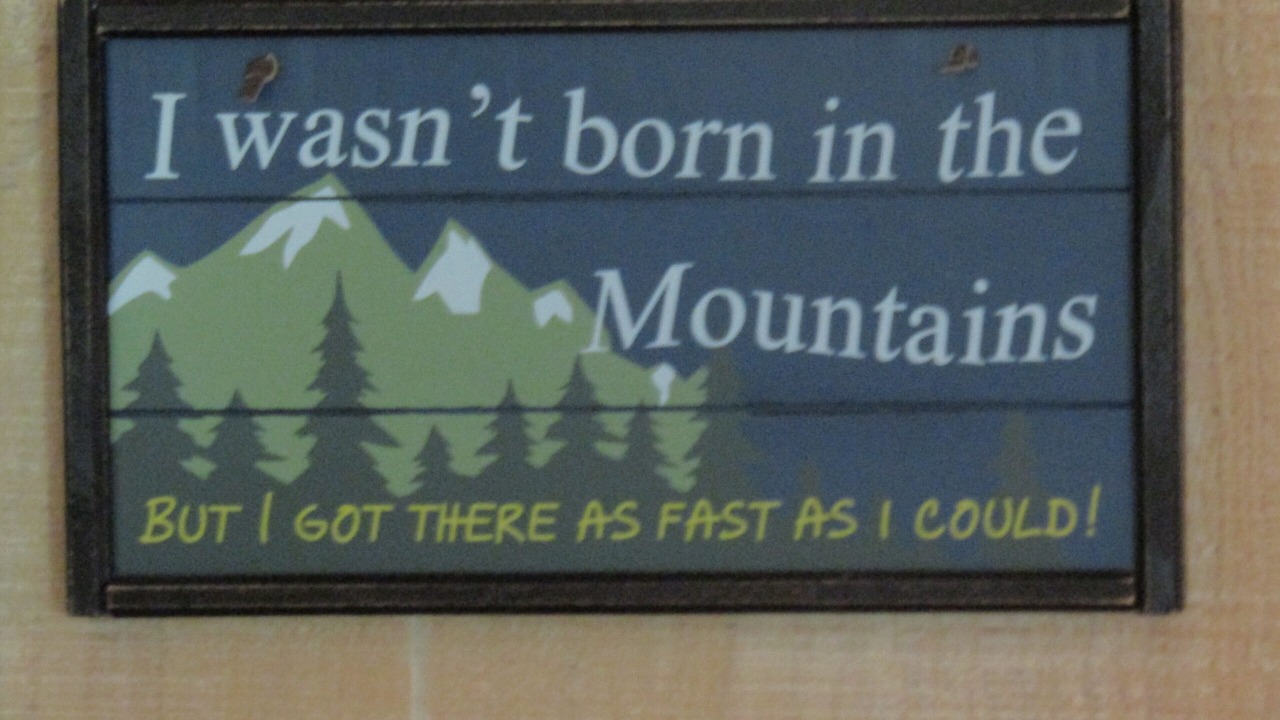 I wasn't born in the
Mountains
BUT I GOT THERE AS FAST AS I COULD!